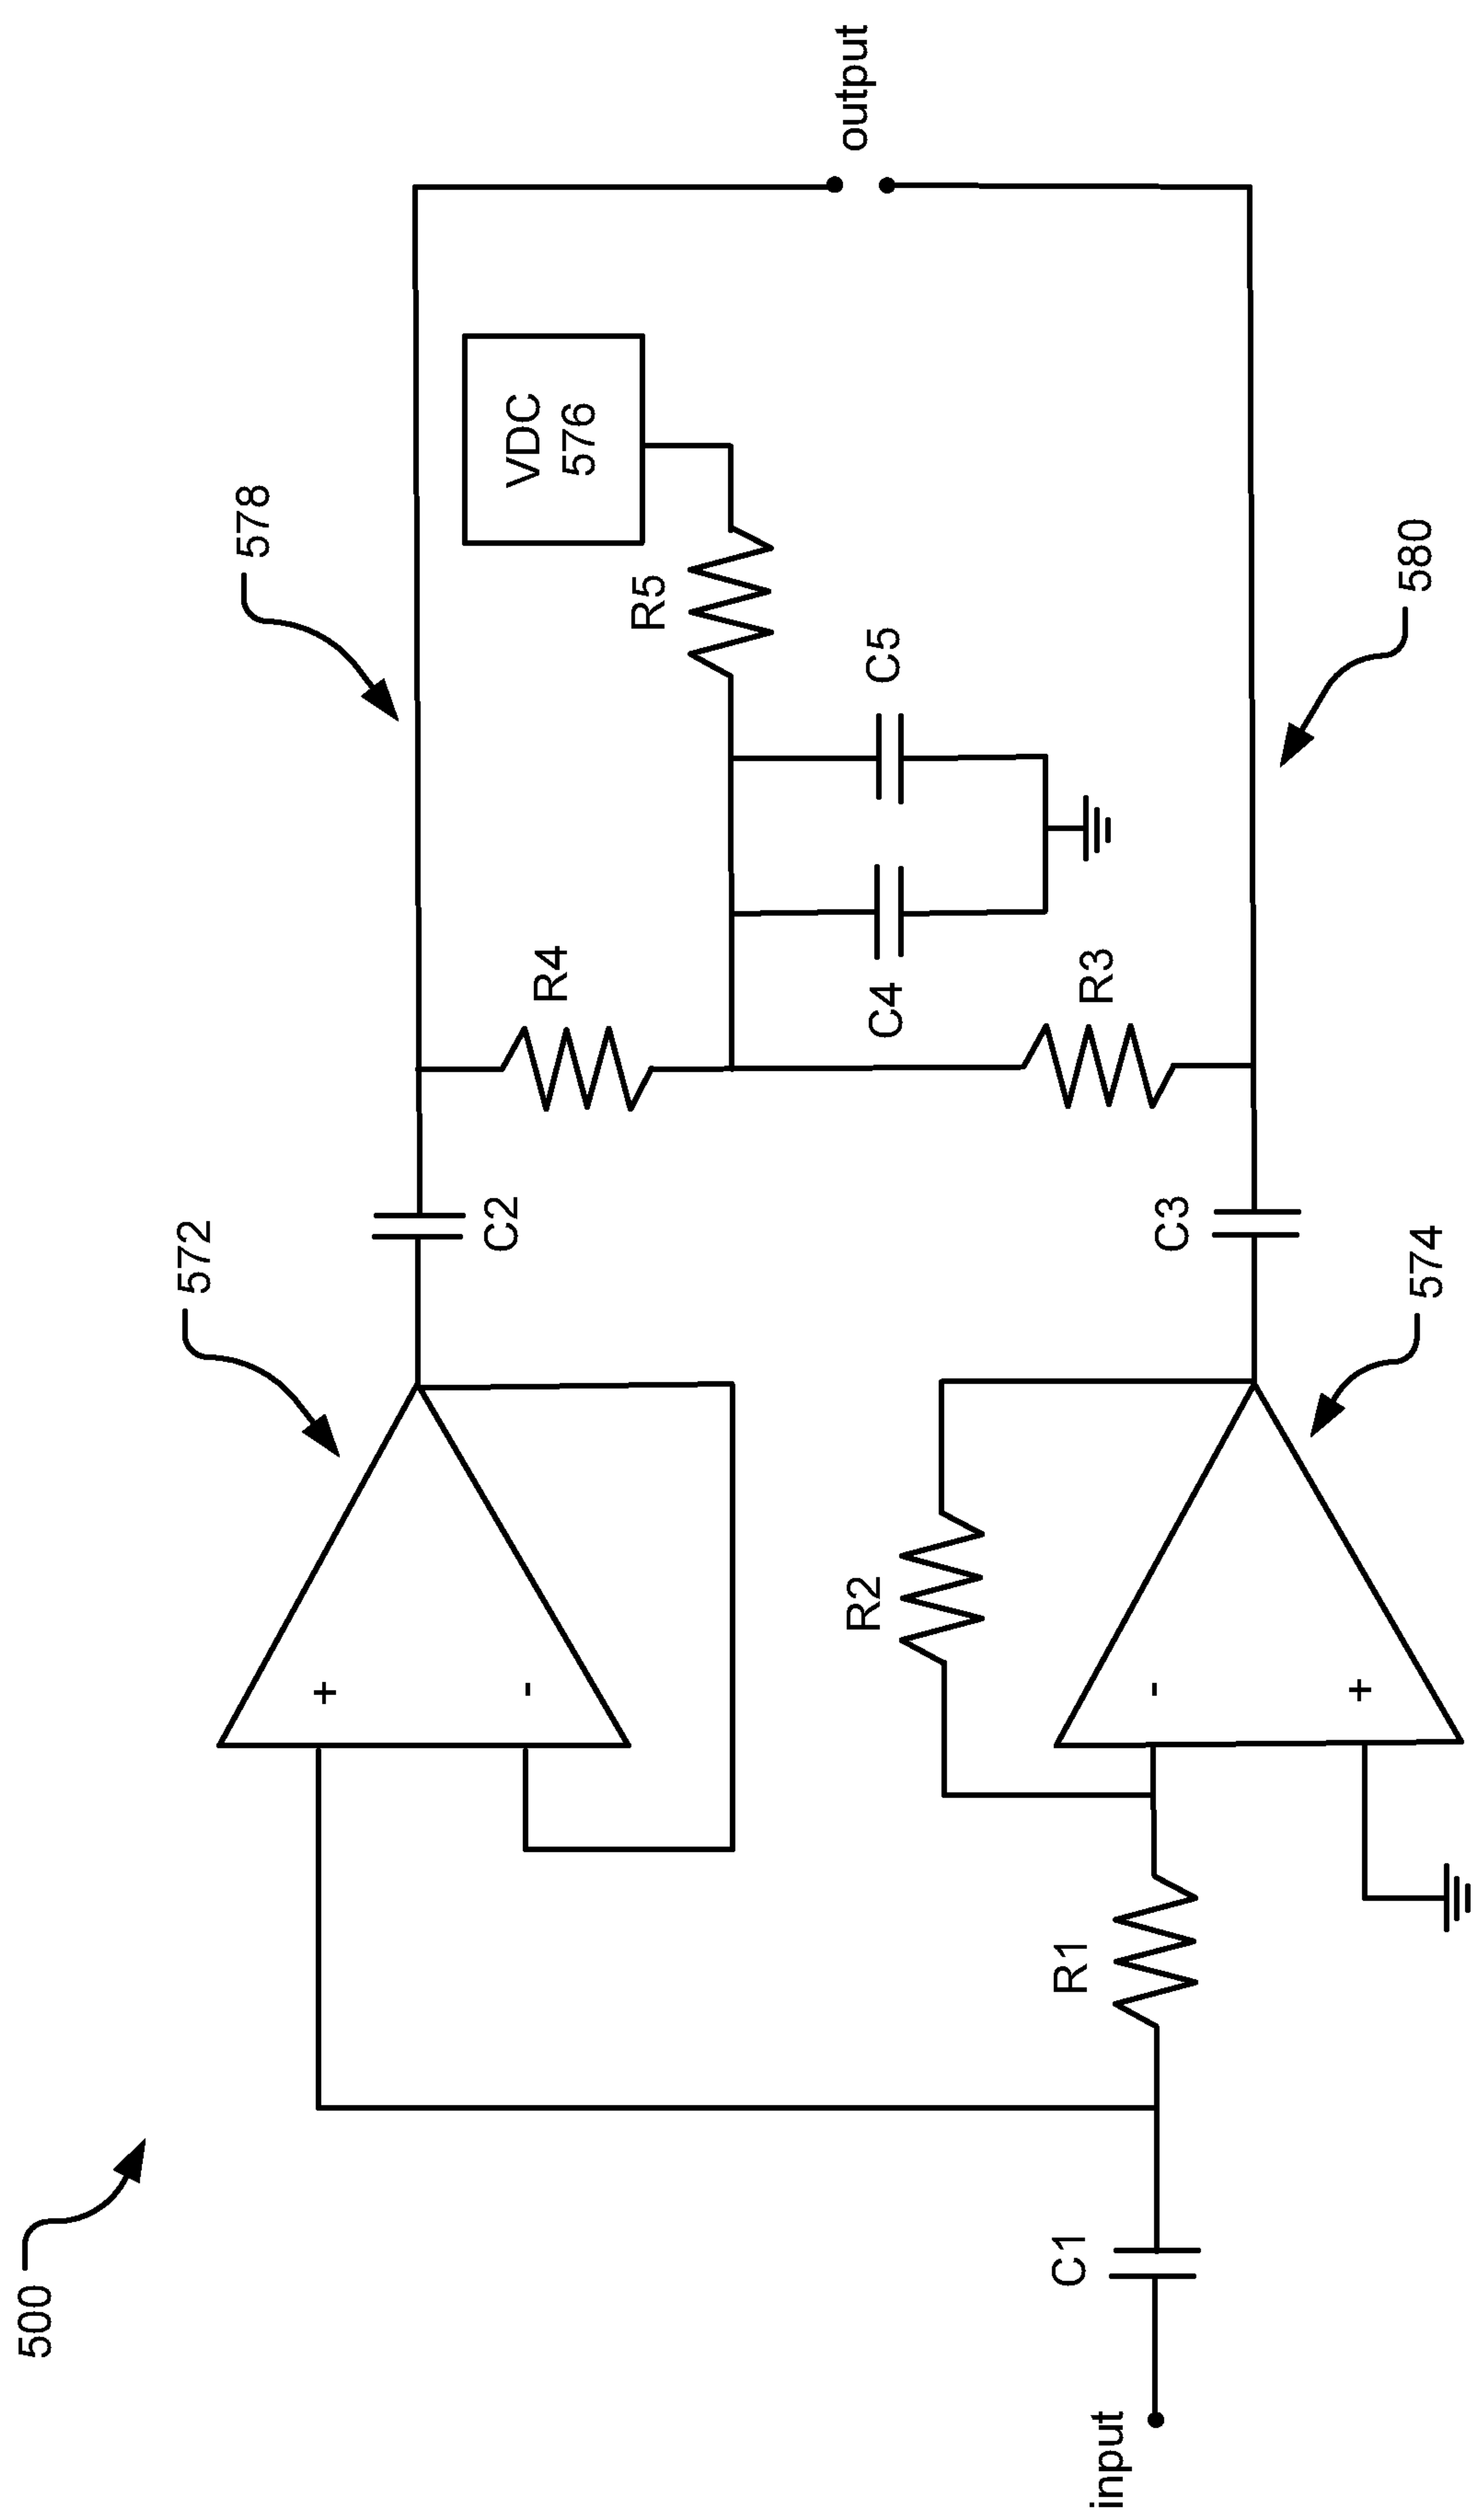 500
572
578
VDC
576
output
+
-
C2
R4
R5
C5
C4
R3
R2
-
+
C3
574
580
R1
C1
input